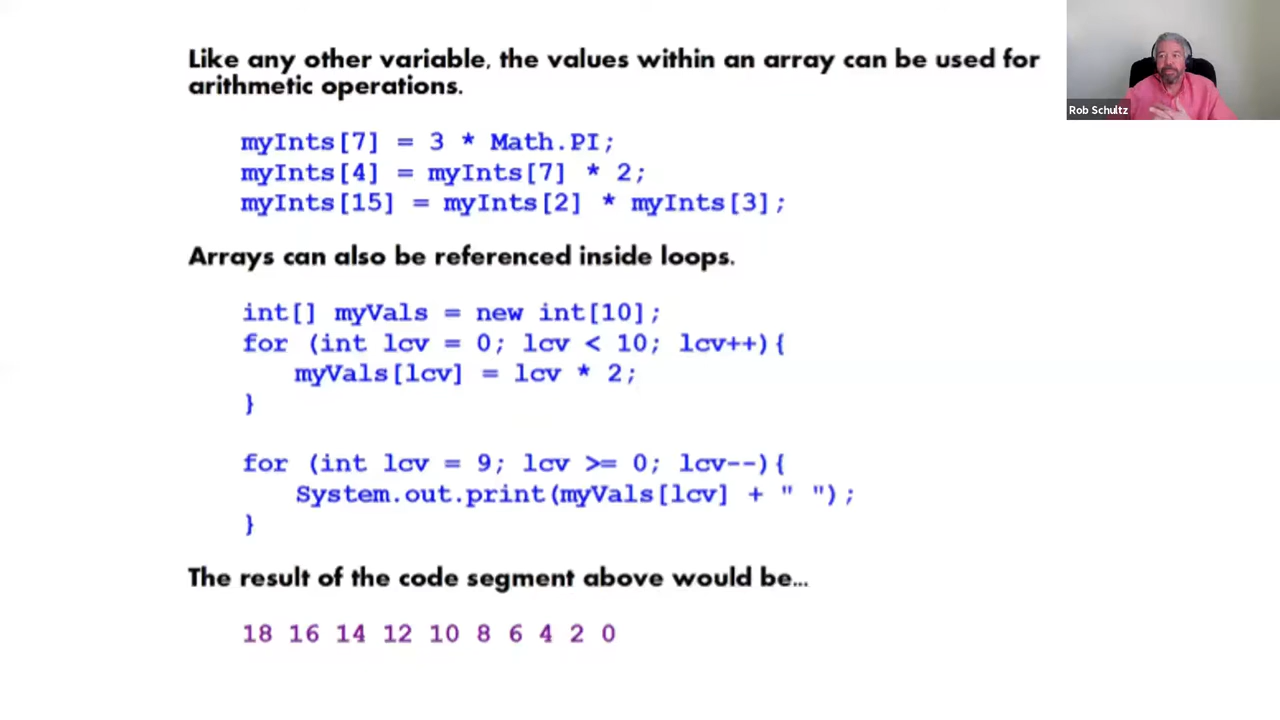 Like any other variable, the values within an array can be used for
arithmetic operations.
myInts[7] = 3 * Math.PI;
myInts[4] = myInts[7] * 2;
myInts[15] = myInts[2] * myInts[3];
Arrays can also be referenced inside loops.
int[] myVals = new int[10];
for (int lcv = 0; lcv < 10; lcv++){
myVals[lcv] = lcv * 2;
}
for (int lcv = 9; lcv >= 0; lcv--){
System.out.print(myVals[lcv] + " ");
}
The result of the code segment above would be...
18 16 14 12 10 8 6 4 2 0
Rob Schultz